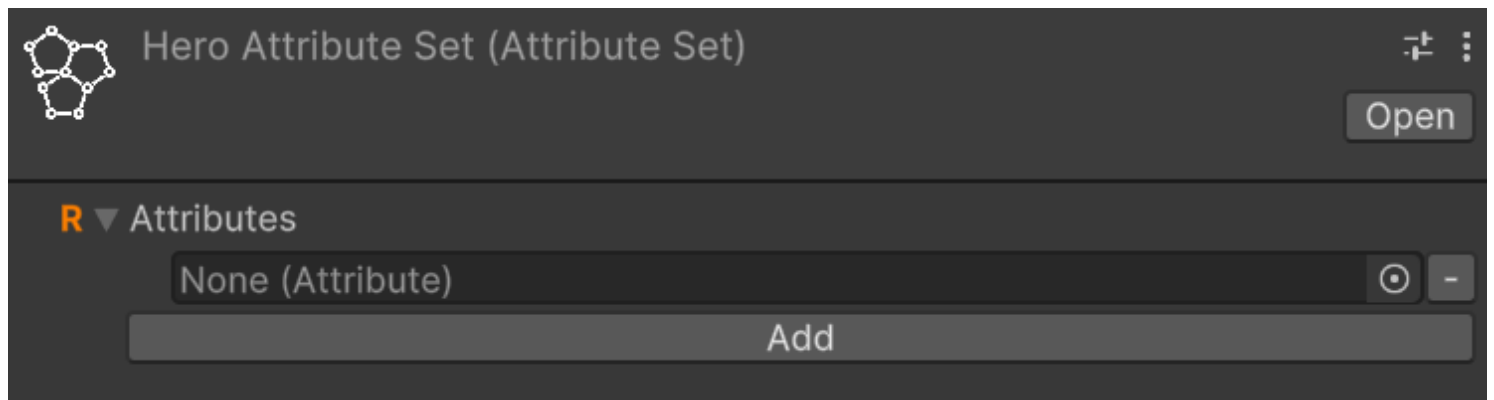 Hero Attribute Set (Attribute Set)
Open
R Attributes
None (Attribute)
-
Add